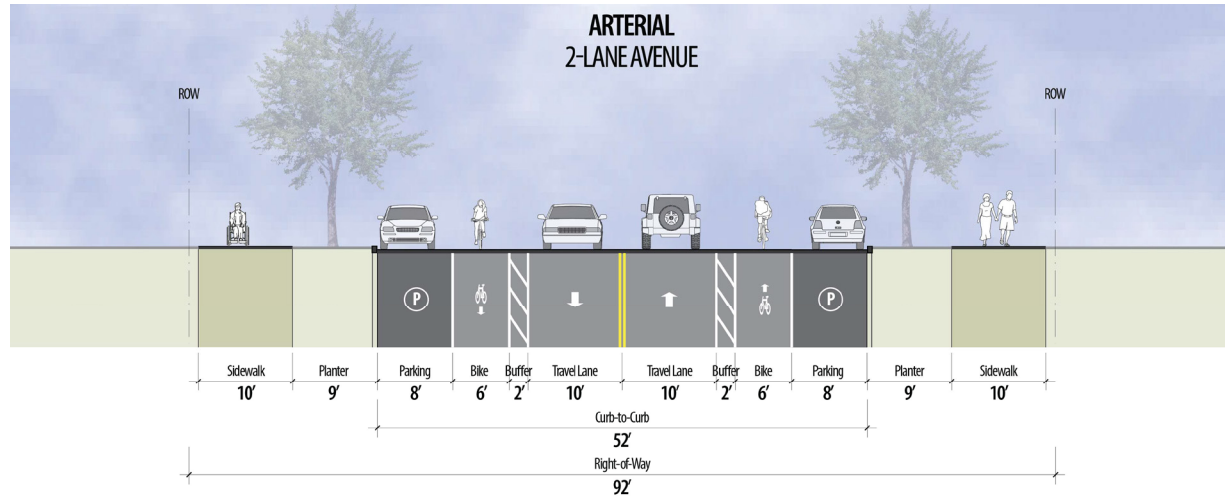 ARTERIAL
2-LANE AVENUE
ROW
ROW
P
P
Sidewalk Planter Parking Bike Buffer Travel Lane Travel Lane Buffer Bike Parking Planter Sidewalk
10' 9' 8' 6' 2' 10' 10' 2' 6' 8' 9' 10'
Curb-to-Curb
52'
Right-of-Way
92'